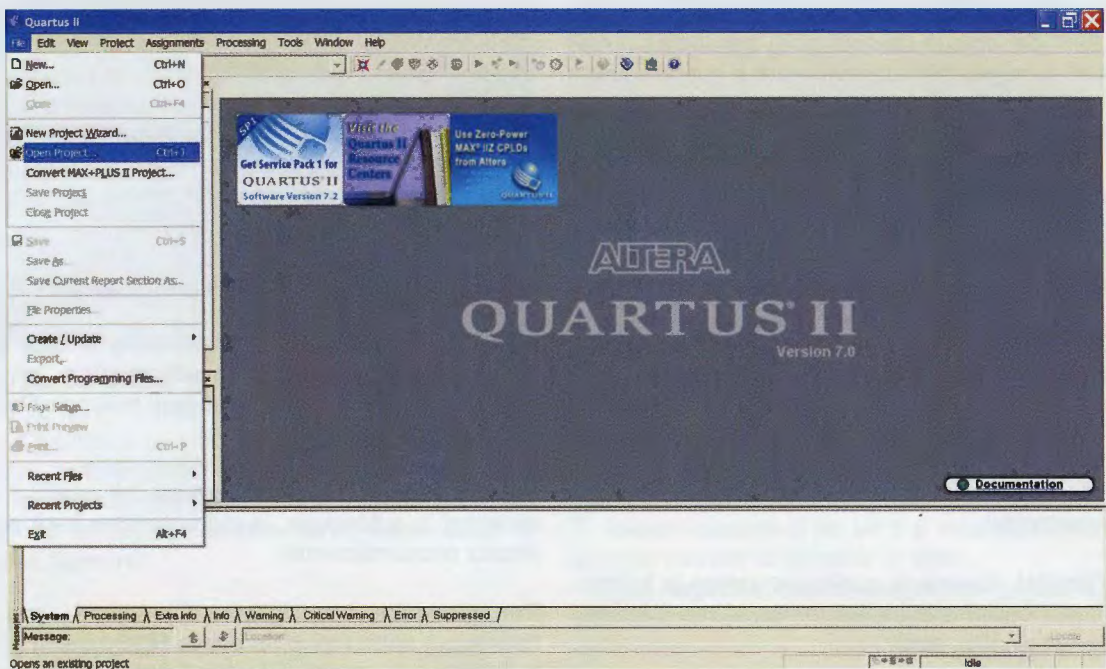 Quartus II
File Edit View Project Assignments Processing Tools Window Help
New... Ctrl+N
Open... Ctrl+O
Close Ctrl+F4
New Project Wizard...
Open Project... Ctrl+J
Convert MAX+PLUS II Project...
Save Project
Close Project
Save Ctrl+S
Save As...
Save Current Report Section As...
File Properties...
Create / Update
Export...
Convert Programming Files...
Page Setup...
Print Preview
Print... Ctrl+P
Recent Files
Recent Projects
Exit Alt+F4
SP1
Get Service Pack 1 for
QUARTUS II
Software Version 7.2
Visit the
Quartus II
Resource
Centers
Use Zero-Power
MAX® IIZ CPLDs
from Altera
QUARTUS II
ALTERA
QUARTUS® II
Version 7.0
Documentation
System Processing Extra Info Info Warning Critical Warning Error Suppressed
Messages
Message: Location: Locate
Opens an existing project Idle